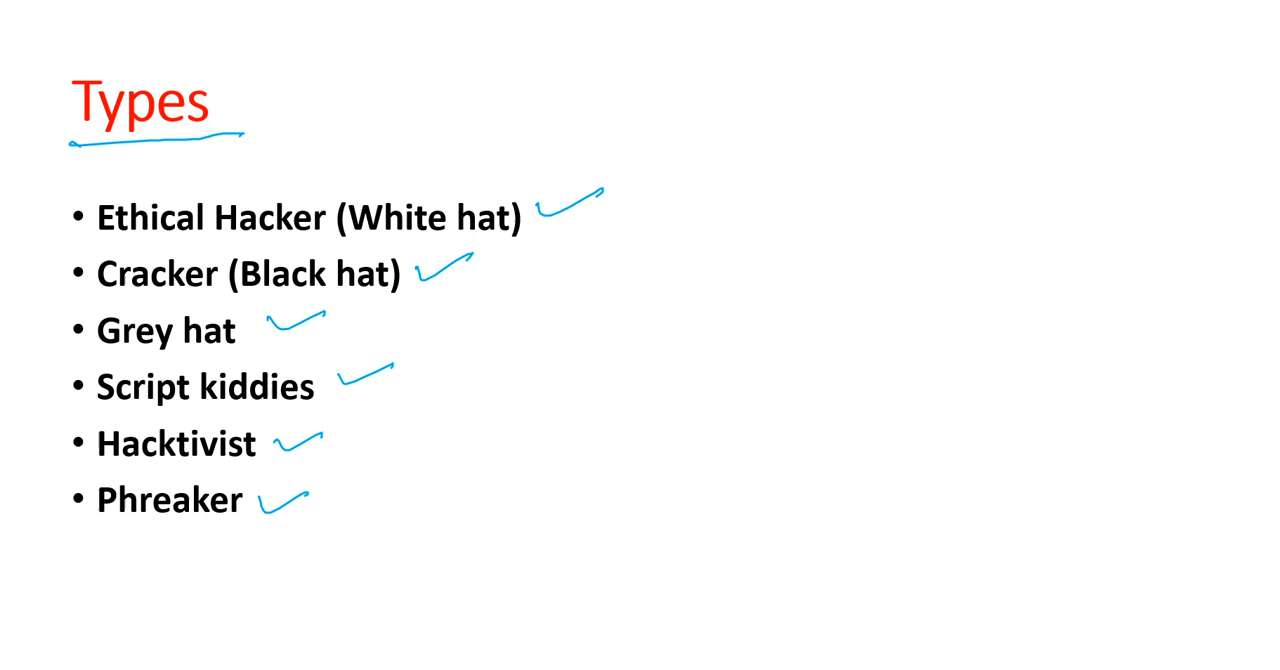 Types
• Ethical Hacker (White hat)
• Cracker (Black hat)
• Grey hat
• Script kiddies
• Hacktivist
• Phreaker